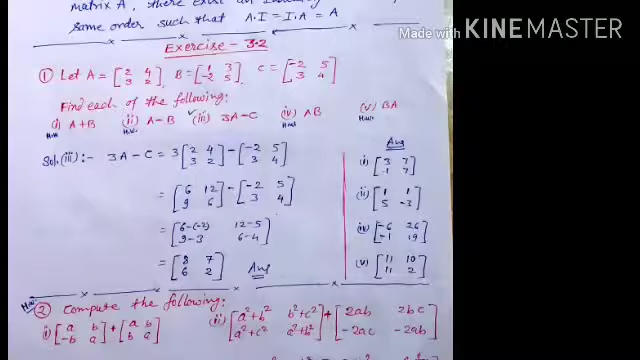 matrix A, there exist an
same order such that A.I = I.A = A
Made with KINEMASTER
Exercise - 3.2
① Let A = [2 4 / 3 2], B = [1 3 / -2 5], C = [-2 5 / 3 4]
Find each of the following:
(i) A+B (ii) A-B (iii) 3A-C (iv) AB (v) BA
H.W. H.W. H.W. H.W.
Sol. (iii) :- 3A - C = 3[2 4 / 3 2] - [-2 5 / 3 4]
= [6 12 / 9 6] - [-2 5 / 3 4]
= [6-(-2) 12-5 / 9-3 6-4]
= [8 7 / 6 2] Ans
Ans
i) [3 7 / 1 7]
ii) [1 1 / 5 -3]
iv) [-6 26 / -1 19]
v) [11 10 / 11 2]
H.W. ② Compute the following:
i) [a b / -b a] + [a b / b a] ii) [a²+b² b²+c² / a²+c² a²+b²] + [2ab 2bc / -2ac -2ab]